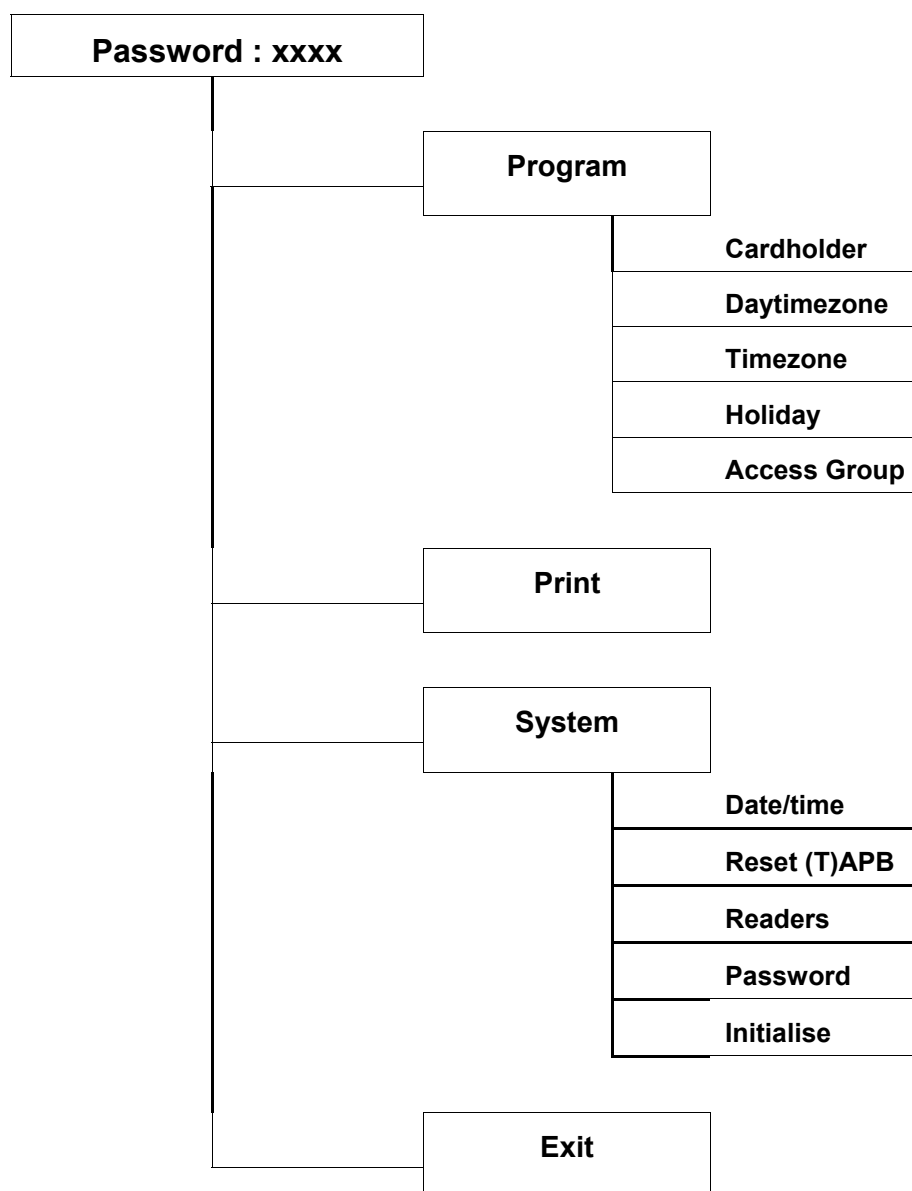 Password : xxxx
Program
Cardholder
Daytimezone
Timezone
Holiday
Access Group
Print
System
Date/time
Reset (T)APB
Readers
Password
Initialise
Exit